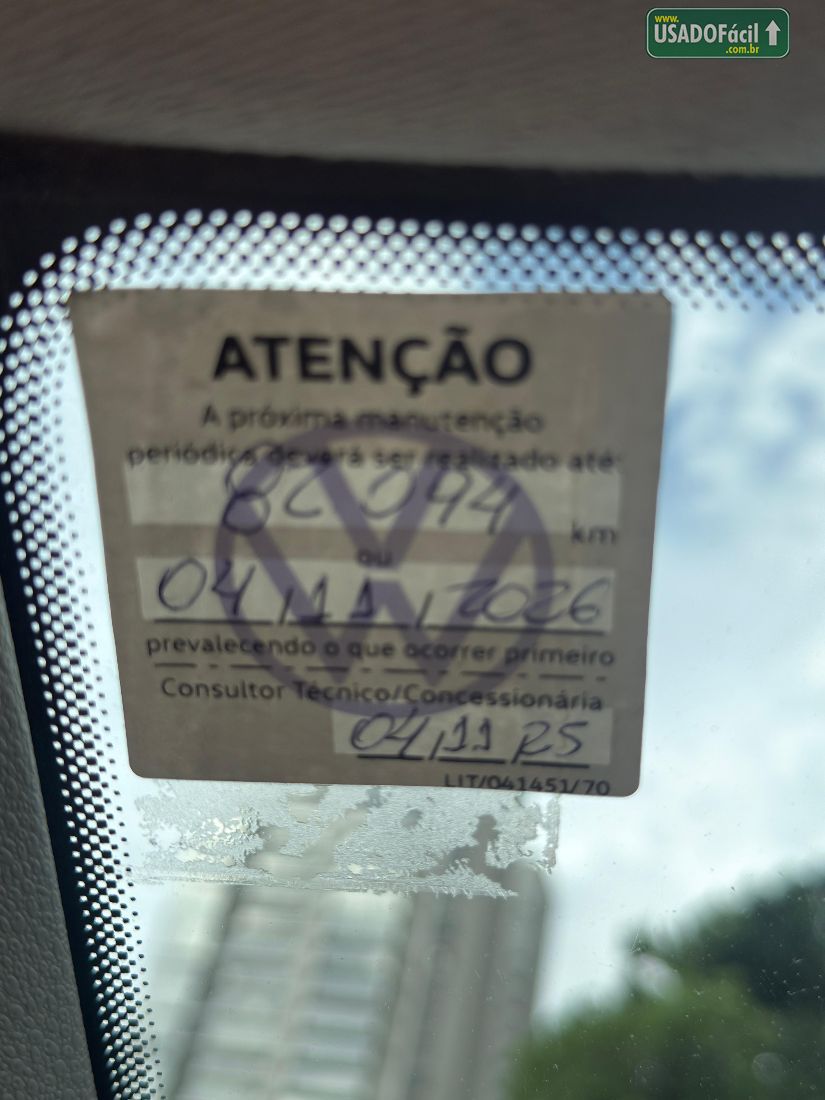 www.
USADOFácil
.com.br
ATENÇÃO
A próxima manutenção
periódica deverá ser realizado até:
km
ou
04/11/2026
prevalecendo o que ocorrer primeiro
Consultor Técnico/Concessionária
04/11/25
LIT/041451/70